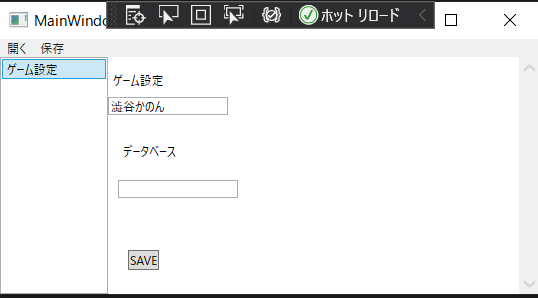 MainWindo
ホット リロード
開く 保存
ゲーム設定
ゲーム設定
澁谷かのん
データベース
SAVE